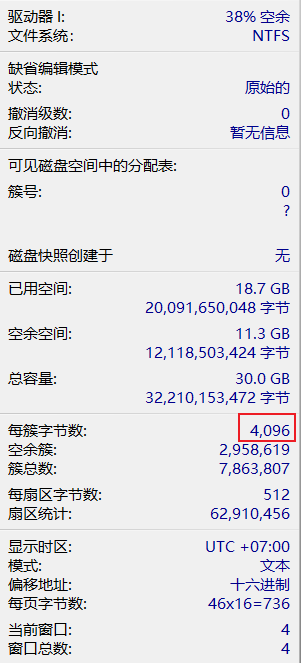 驱动器 I: 38% 空余
文件系统: NTFS
缺省编辑模式
状态: 原始的
撤消级数: 0
反向撤消: 暂无信息
可见磁盘空间中的分配表:
簇号: 0
?
磁盘快照创建于 无
已用空间: 18.7 GB
20,091,650,048 字节
空余空间: 11.3 GB
12,118,503,424 字节
总容量: 30.0 GB
32,210,153,472 字节
每簇字节数: 4,096
空余簇: 2,958,619
簇总数: 7,863,807
每扇区字节数: 512
扇区统计: 62,910,456
显示时区: UTC +07:00
模式: 文本
偏移地址: 十六进制
每页字节数: 46x16=736
当前窗口: 4
窗口总数: 4